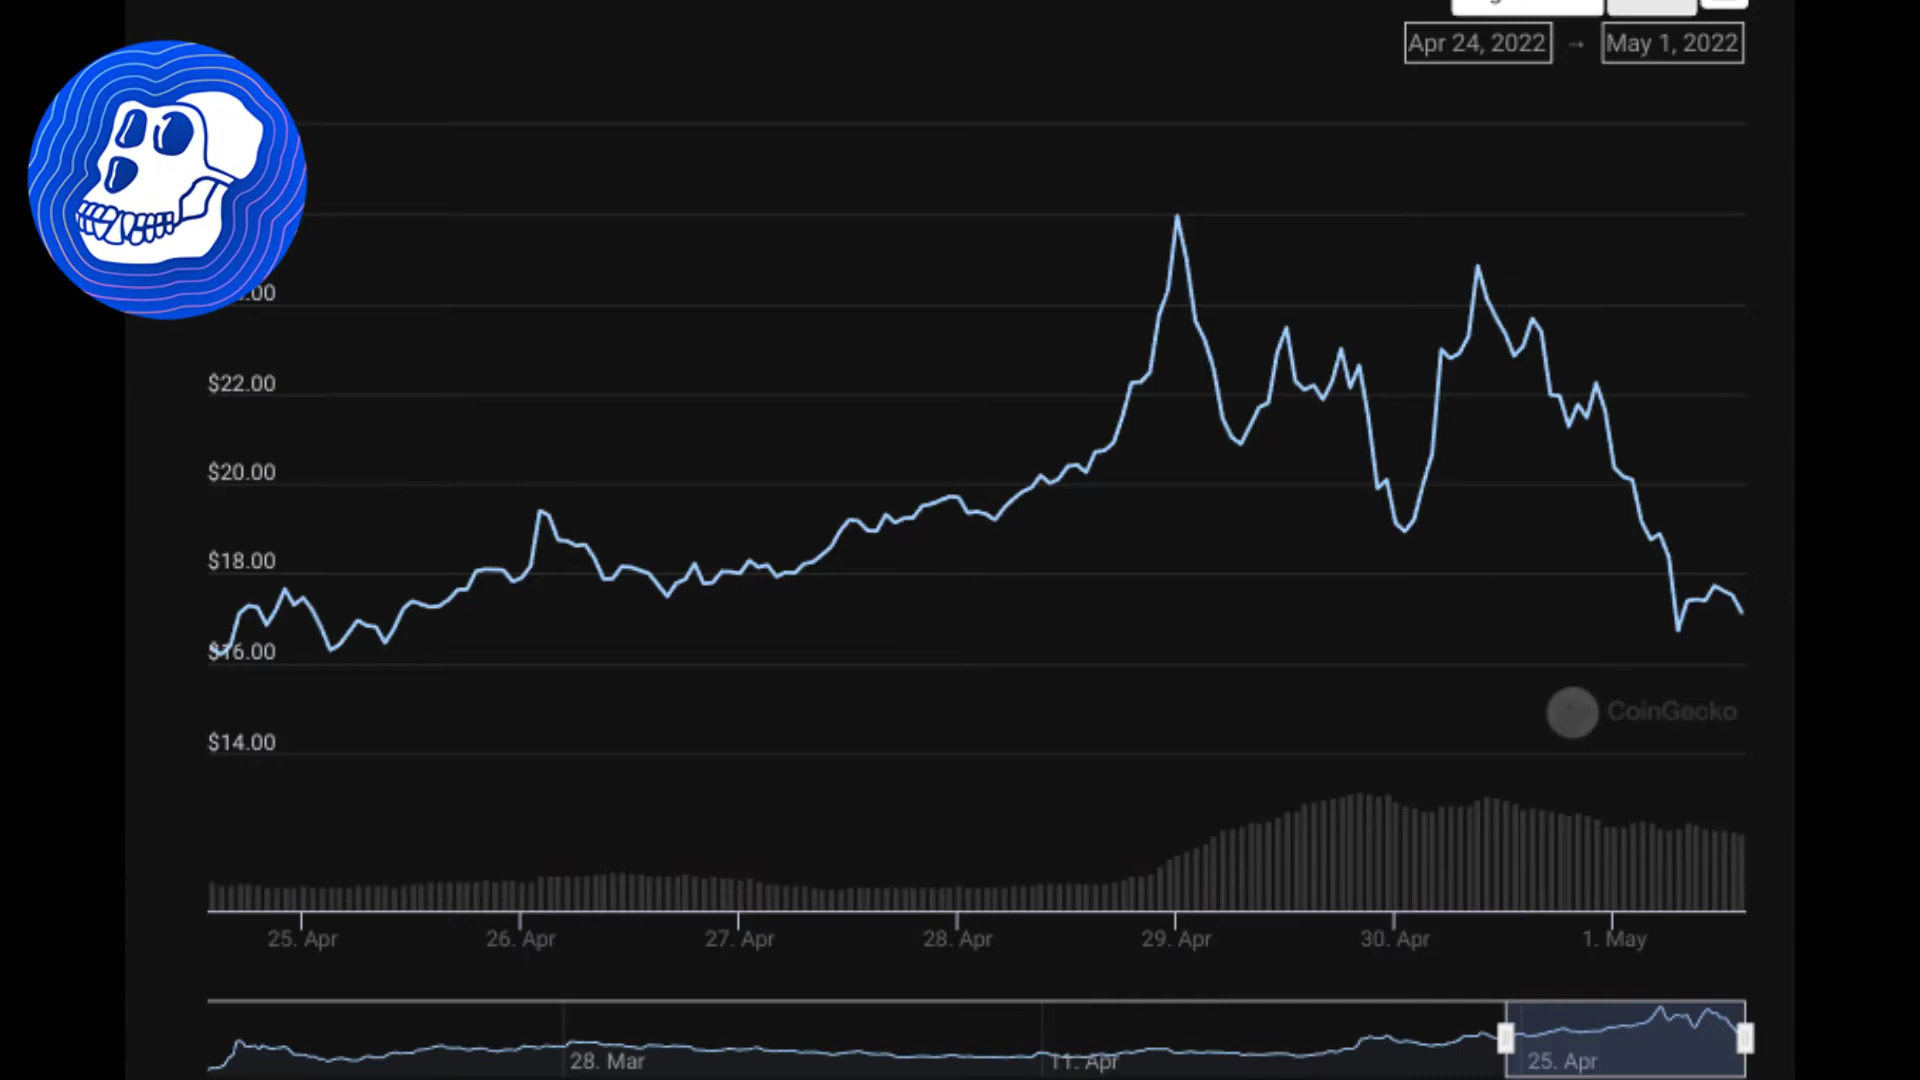 Apr 24, 2022 → May 1, 2022
.00
$22.00
$20.00
$18.00
$16.00
CoinGecko
$14.00
25. Apr 26. Apr 27. Apr 28. Apr 29. Apr 30. Apr 1. May
28. Mar 11. Apr 25. Apr